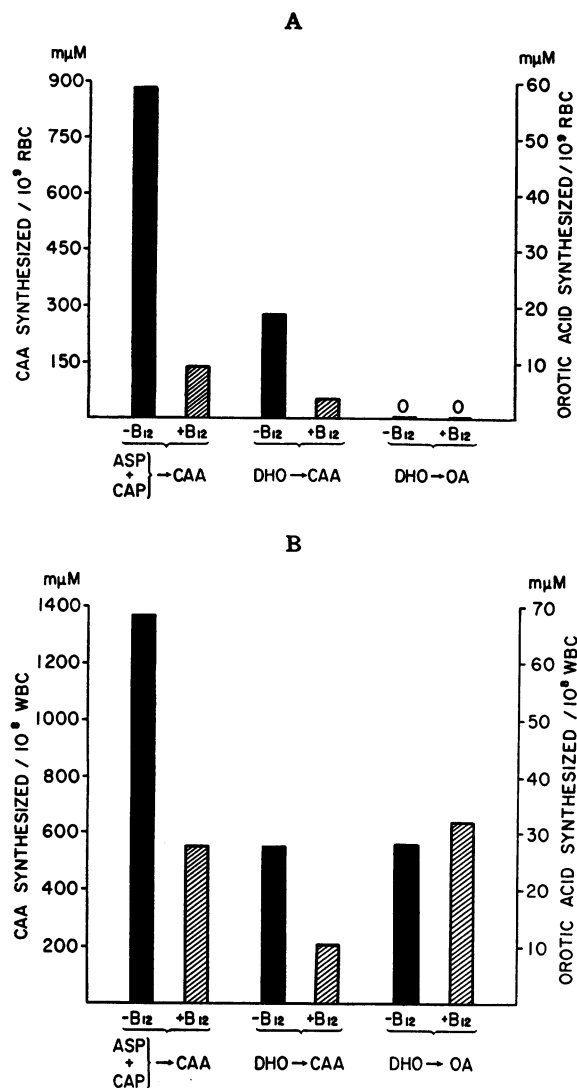 A
mμM
mμM
900
750
600
450
300
150
60
50
40
30
20
10
CAA SYNTHESIZED / 10⁹ RBC
OROTIC ACID SYNTHESIZED/10⁹ RBC
O O
-B₁₂ +B₁₂ -B₁₂ +B₁₂ -B₁₂ +B₁₂
ASP
+
CAP
→CAA
DHO→CAA
DHO→OA
B
mμM
mμM
1400
1200
1000
800
600
400
200
70
60
50
40
30
20
10
CAA SYNTHESIZED / 10⁸ WBC
OROTIC ACID SYNTHESIZED /10⁸ WBC
-B₁₂ +B₁₂ -B₁₂ +B₁₂ -B₁₂ +B₁₂
ASP
+
CAP
→CAA
DHO→CAA
DHO→ OA